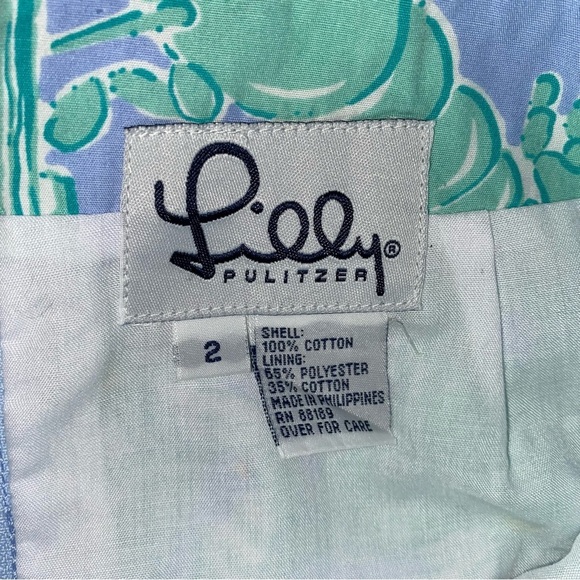 Lilly®
PULITZER
2
SHELL:
100% COTTON
LINING:
65% POLYESTER
35% COTTON
MADE IN PHILIPPINES
RN 88189
OVER FOR CARE